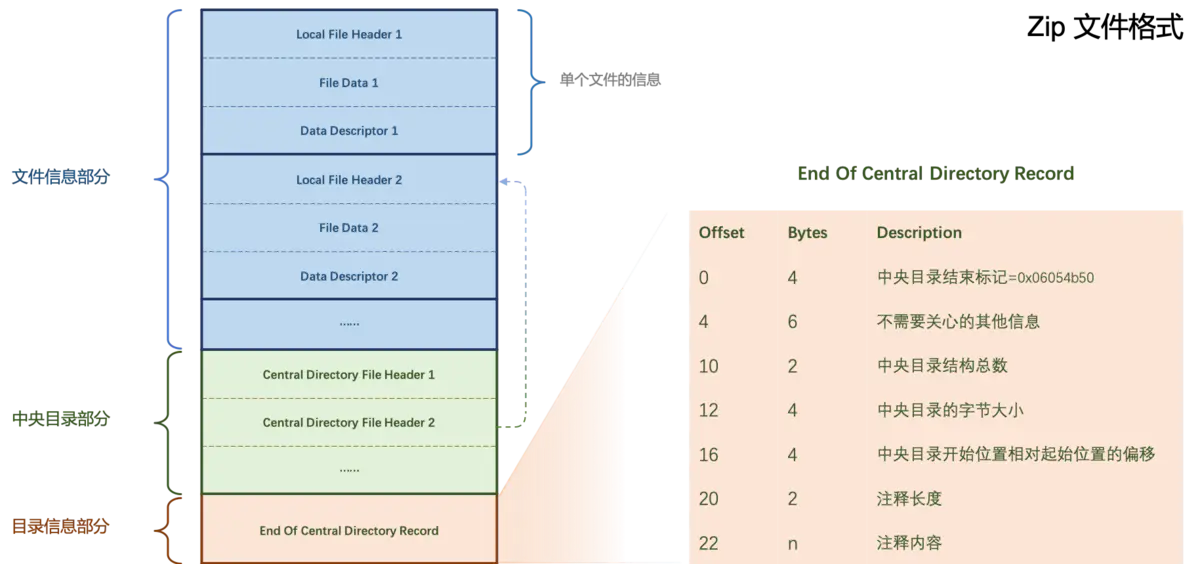 Zip 文件格式
文件信息部分
Local File Header 1
File Data 1
Data Descriptor 1
单个文件的信息
Local File Header 2
File Data 2
Data Descriptor 2
......
中央目录部分
Central Directory File Header 1
Central Directory File Header 2
......
目录信息部分
End Of Central Directory Record
End Of Central Directory Record
Offset Bytes Description
0 4 中央目录结束标记=0x06054b50
4 6 不需要关心的其他信息
10 2 中央目录结构总数
12 4 中央目录的字节大小
16 4 中央目录开始位置相对起始位置的偏移
20 2 注释长度
22 n 注释内容